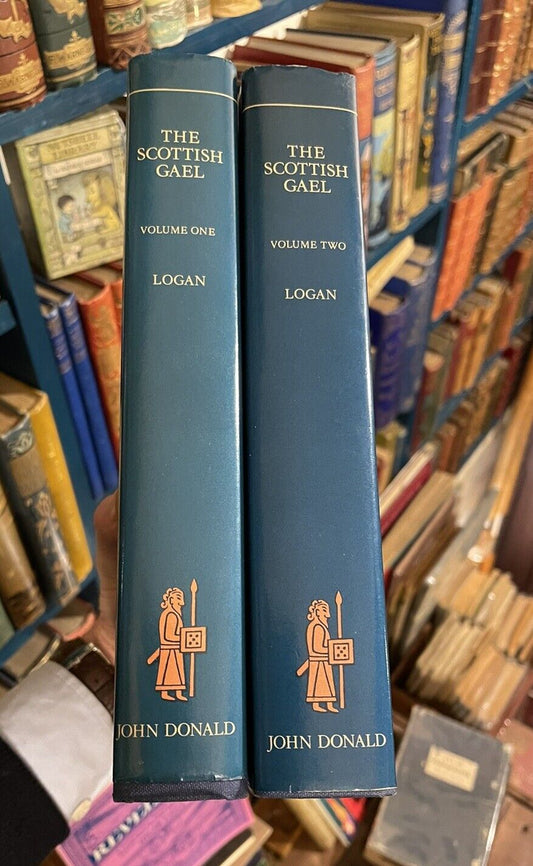 THE
SCOTTISH
GAEL
VOLUME ONE
LOGAN
JOHN DONALD
THE
SCOTTISH
GAEL
VOLUME TWO
LOGAN
JOHN DONALD